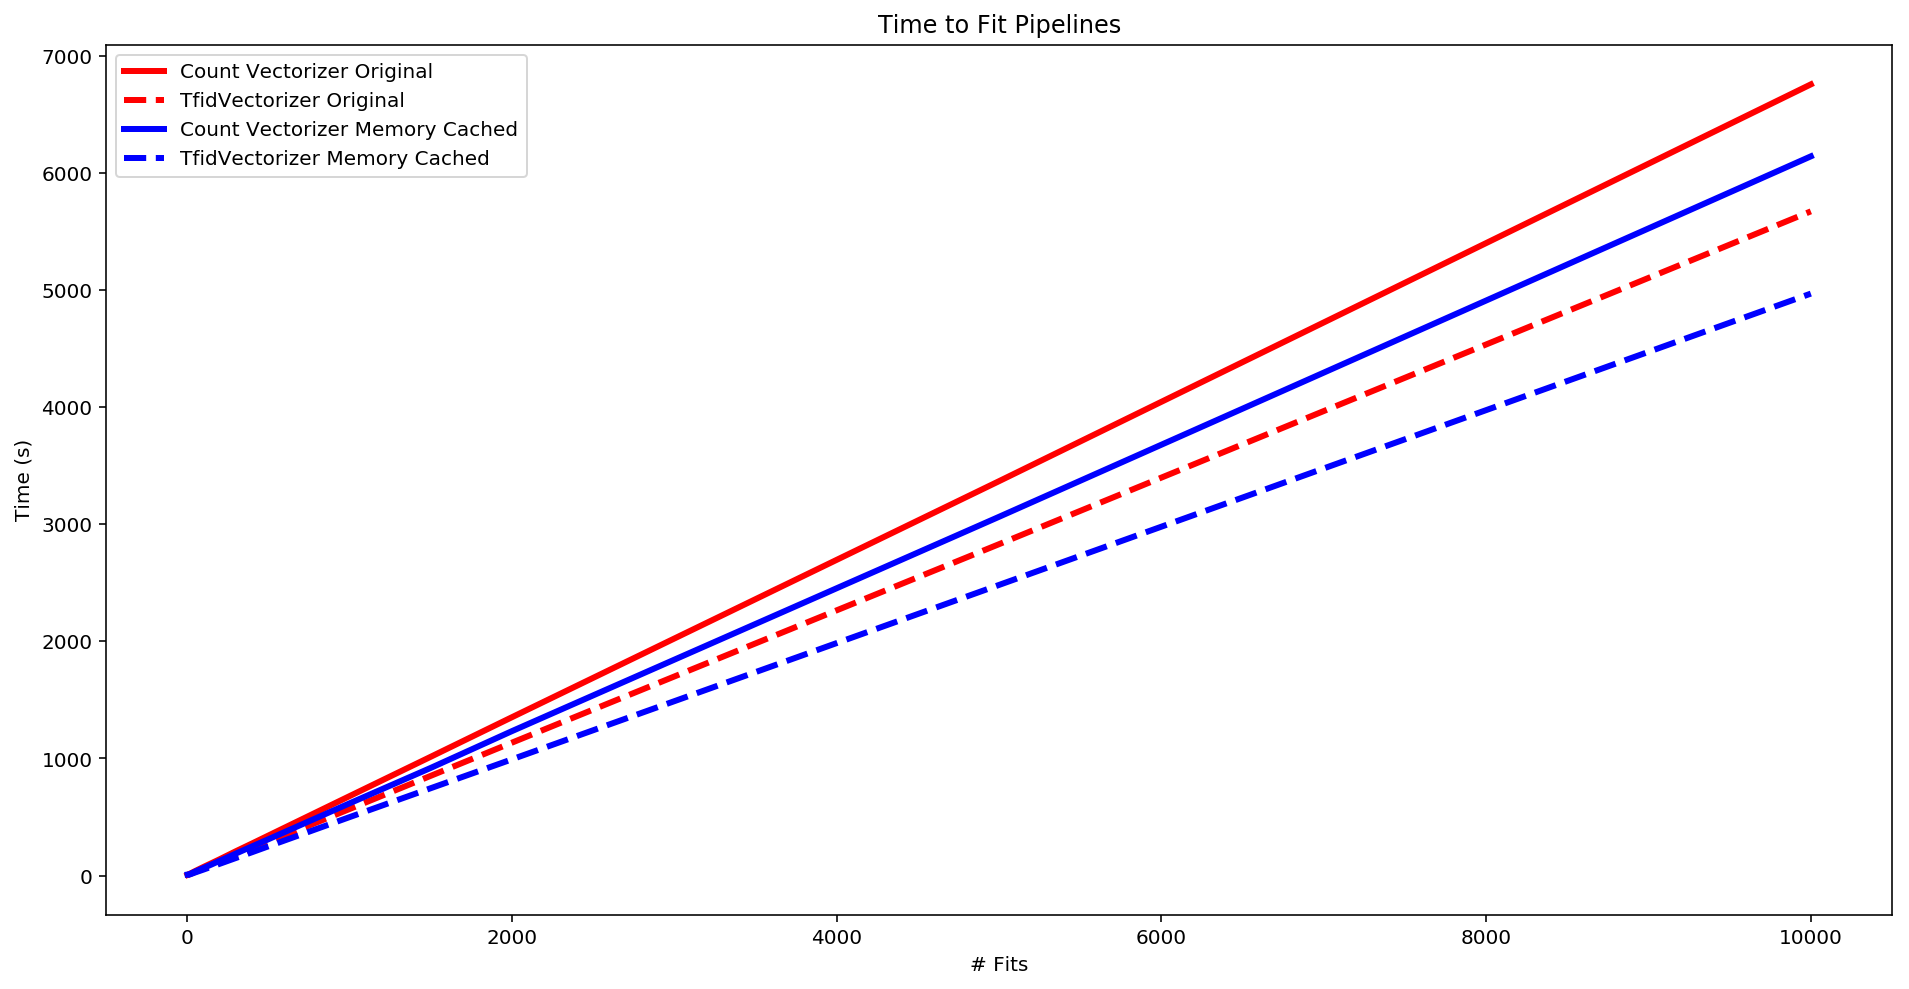 Time to Fit Pipelines
Count Vectorizer Original
TfidVectorizer Original
Count Vectorizer Memory Cached
TfidVectorizer Memory Cached
7000
6000
5000
4000
3000
2000
1000
0
Time (s)
0 2000 4000 6000 8000 10000
# Fits